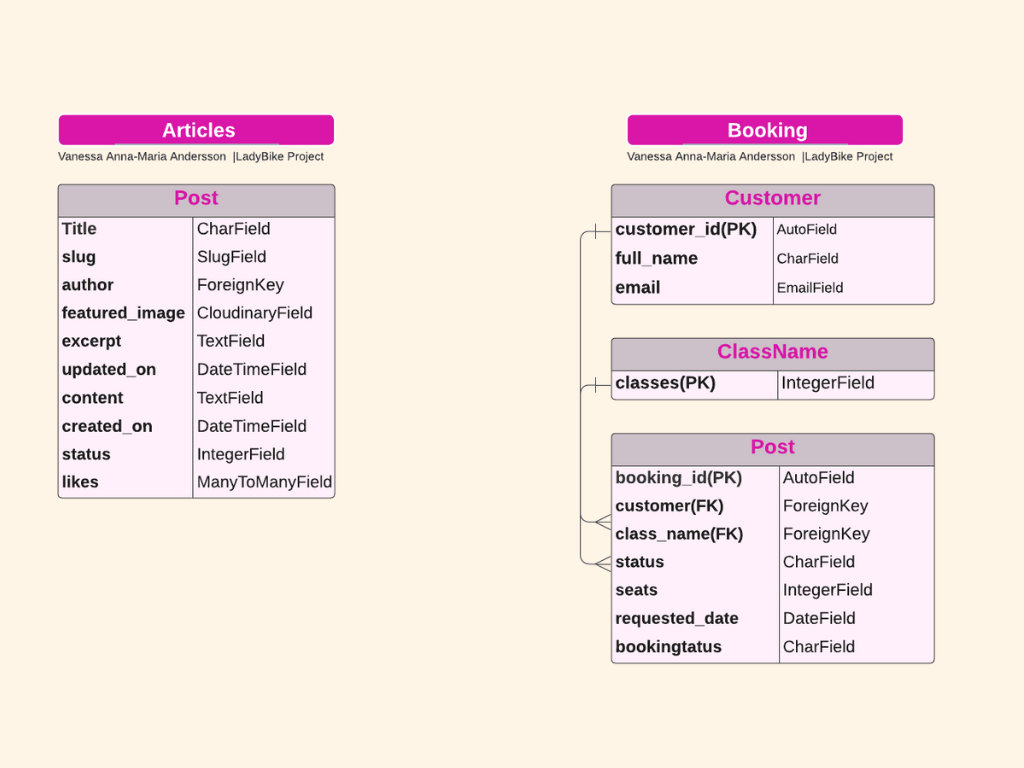 Articles
Vanessa Anna-Maria Andersson |LadyBike Project
Post
Title CharField
slug SlugField
author ForeignKey
featured_image CloudinaryField
excerpt TextField
updated_on DateTimeField
content TextField
created_on DateTimeField
status IntegerField
likes ManyToManyField
Booking
Vanessa Anna-Maria Andersson |LadyBike Project
Customer
customer_id(PK) AutoField
full_name CharField
email EmailField
ClassName
classes(PK) IntegerField
Post
booking_id(PK) AutoField
customer(FK) ForeignKey
class_name(FK) ForeignKey
status CharField
seats IntegerField
requested_date DateField
bookingtatus CharField